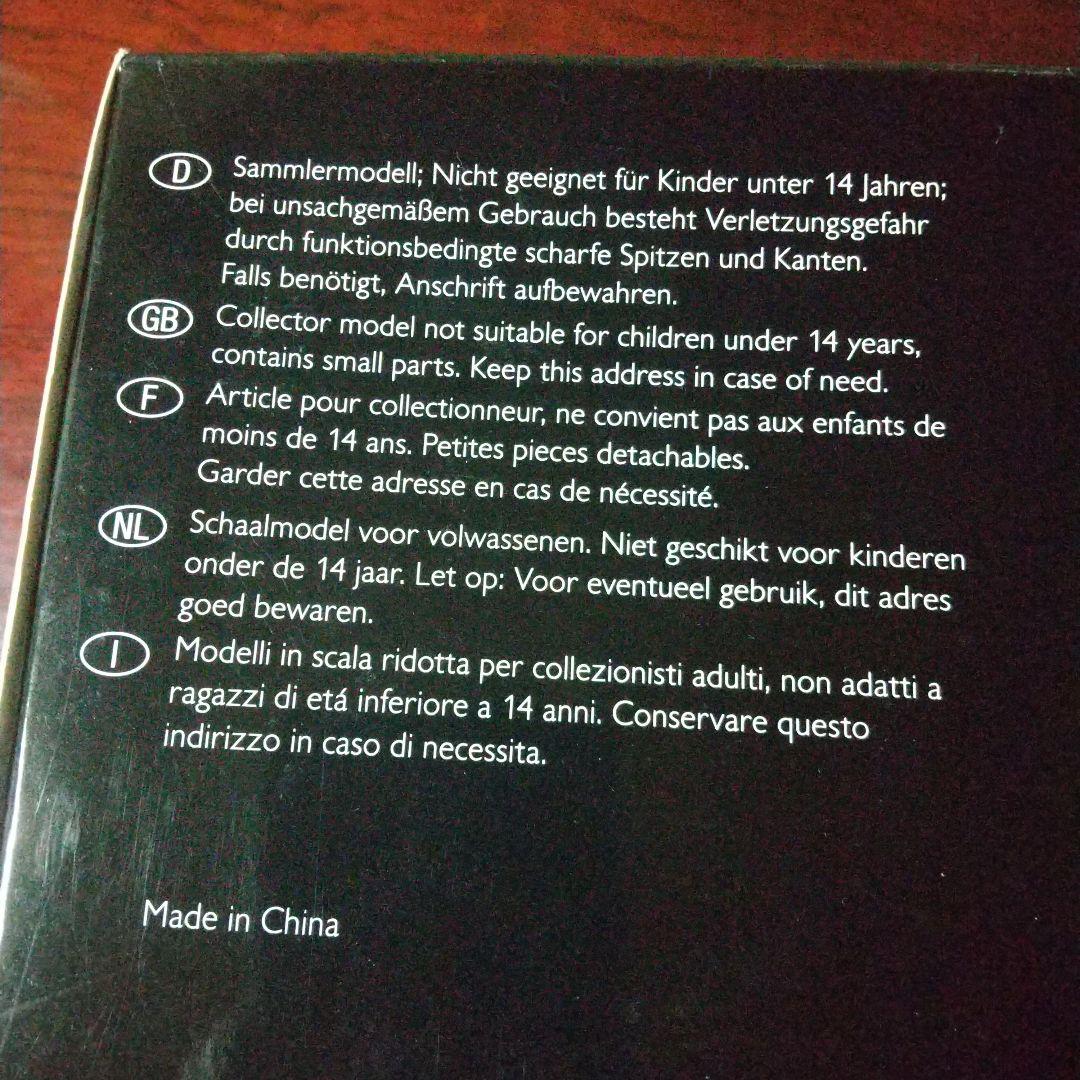 D Sammlermodell; Nicht geeignet für Kinder unter 14 Jahren;
bei unsachgemäßem Gebrauch besteht Verletzungsgefahr
durch funktionsbedingte scharfe Spitzen und Kanten.
Falls benötigt, Anschrift aufbewahren.
GB Collector model not suitable for children under 14 years,
contains small parts. Keep this address in case of need.
F Article pour collectionneur, ne convient pas aux enfants de
moins de 14 ans. Petites pieces detachables.
Garder cette adresse en cas de nécessité.
NL Schaalmodel voor volwassenen. Niet geschikt voor kinderen
onder de 14 jaar. Let op: Voor eventueel gebruik, dit adres
goed bewaren.
I Modelli in scala ridotta per collezionisti adulti, non adatti a
ragazzi di etá inferiore a 14 anni. Conservare questo
indirizzo in caso di necessita.
Made in China